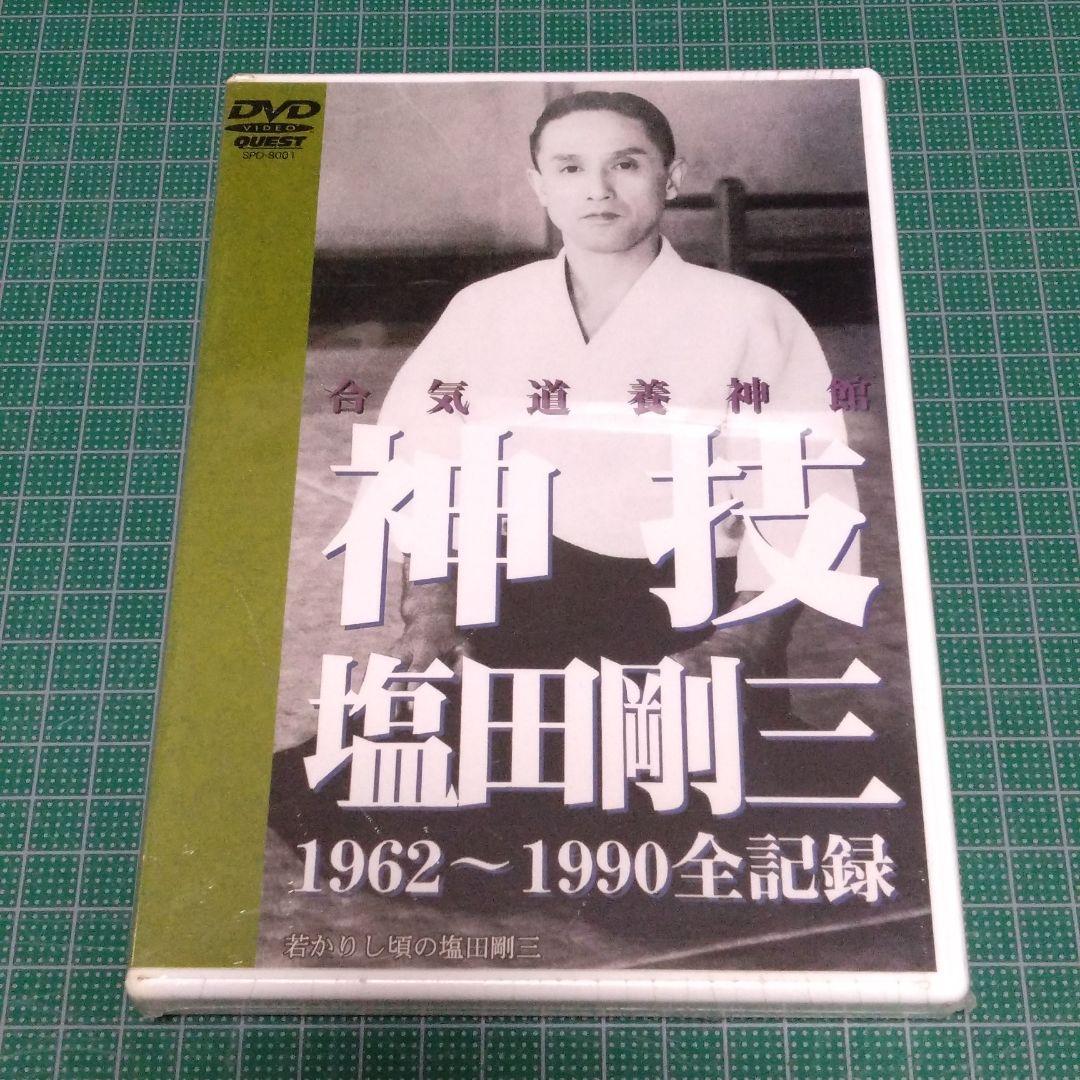 DVD
VIDEO
QUEST
SPD-8001
合気道養神館
神技
塩田剛三
1962〜1990全記録
若かりし頃の塩田剛三